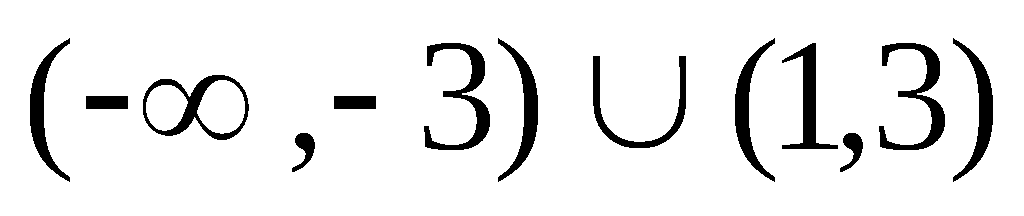 (-∞ ,- 3) ∪ (1,3)